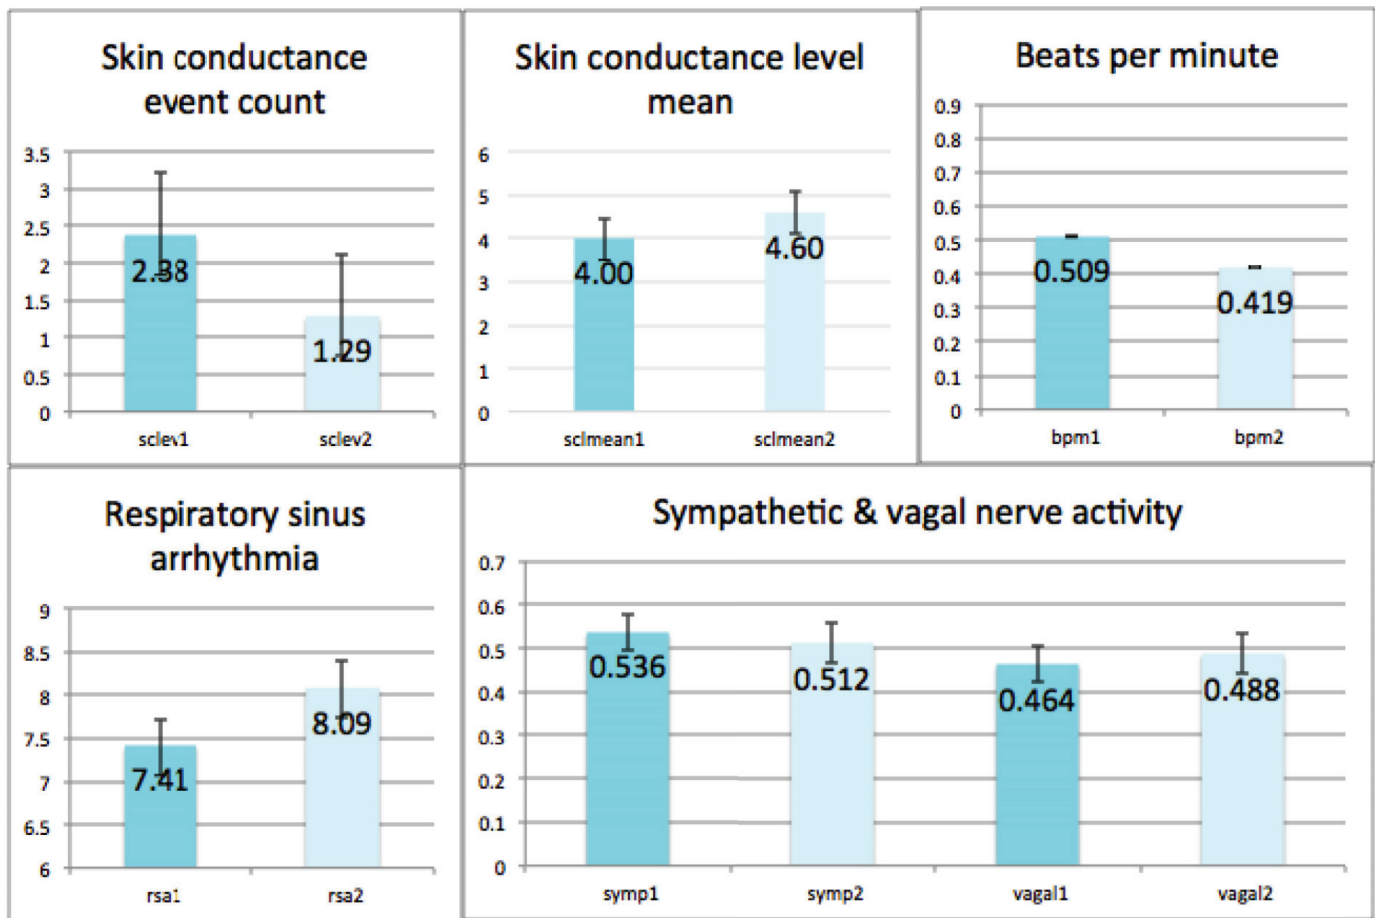 Skin conductance
event count
3.5
3
2.5
2
1.5
1
0.5
0
2.38
1.29
sclev1
sclev2
Skin conductance level
mean
6
5
4
3
2
1
0
4.00
4.60
sclmean1
sclmean2
Beats per minute
0.9
0.8
0.7
0.6
0.5
0.4
0.3
0.2
0.1
0
0.509
0.419
bpm1
bpm2
Respiratory sinus
arrhythmia
9
8.5
8
7.5
7
6.5
6
7.41
8.09
rsa1
rsa2
Sympathetic & vagal nerve activity
0.7
0.6
0.5
0.4
0.3
0.2
0.1
0
0.536
0.512
0.464
0.488
symp1
symp2
vagal1
vagal2